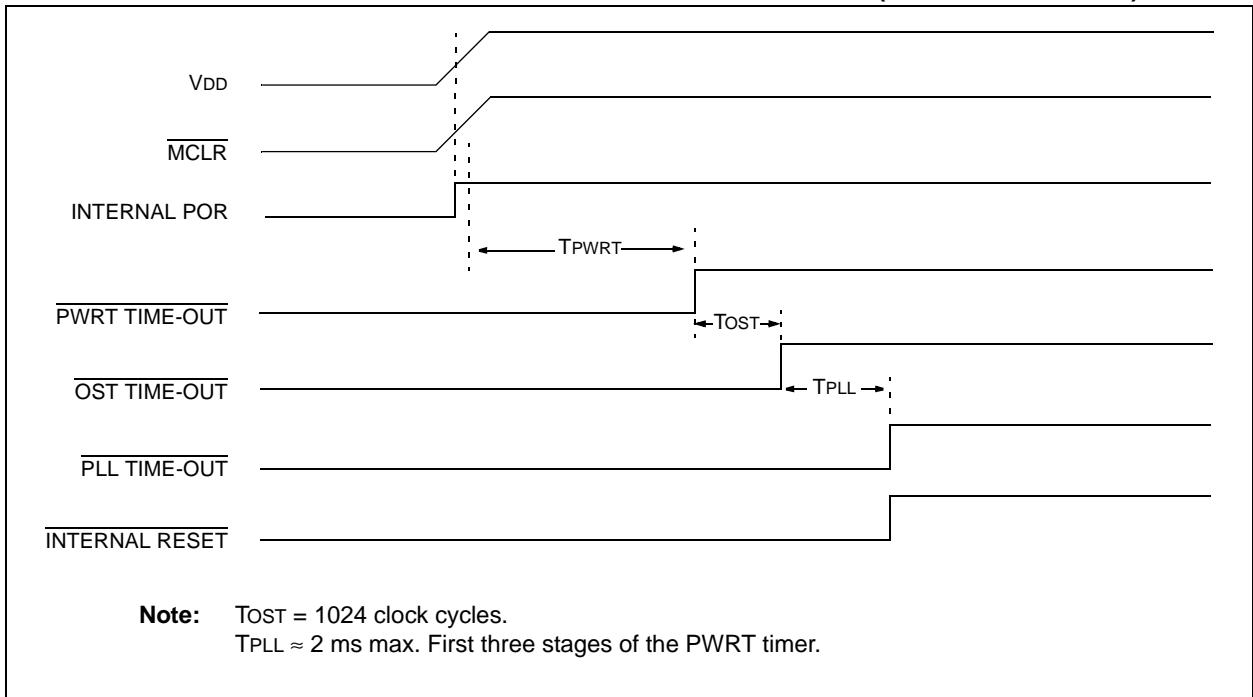 VDD
MCLR
INTERNAL POR
TPWRT
PWRT TIME-OUT
TOST
OST TIME-OUT
TPLL
PLL TIME-OUT
INTERNAL RESET
Note: TOST = 1024 clock cycles.
TPLL ≈ 2 ms max. First three stages of the PWRT timer.